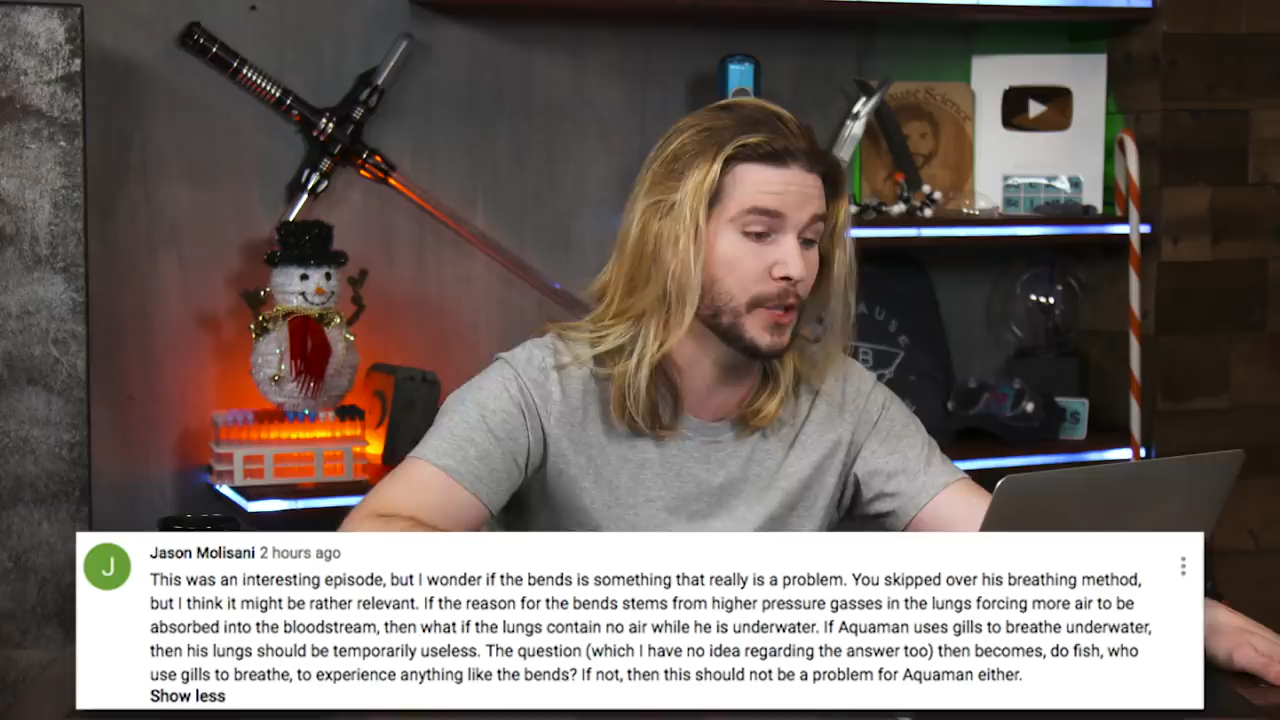 ause Science
AUSE
B
J
Jason Molisani 2 hours ago
This was an interesting episode, but I wonder if the bends is something that really is a problem. You skipped over his breathing method,
but I think it might be rather relevant. If the reason for the bends stems from higher pressure gasses in the lungs forcing more air to be
absorbed into the bloodstream, then what if the lungs contain no air while he is underwater. If Aquaman uses gills to breathe underwater,
then his lungs should be temporarily useless. The question (which I have no idea regarding the answer too) then becomes, do fish, who
use gills to breathe, to experience anything like the bends? If not, then this should not be a problem for Aquaman either.
Show less